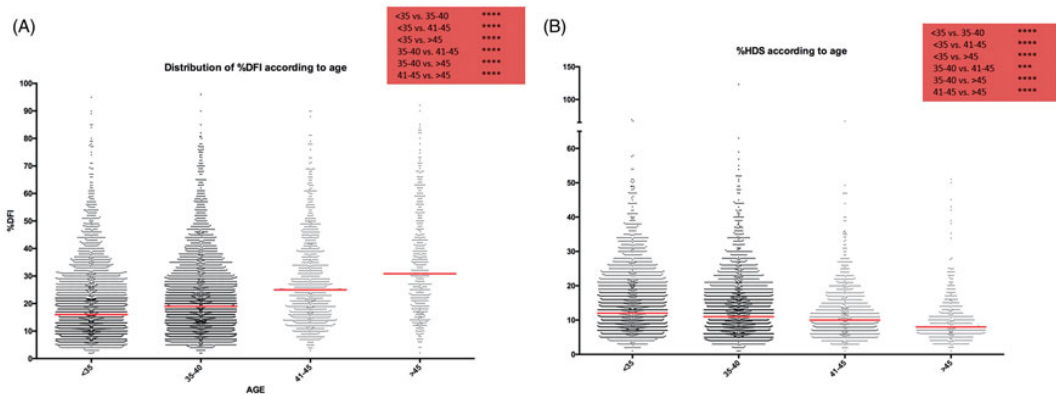 (A)
<35 vs. 35-40 ****
<35 vs. 41-45 ****
<35 vs. >45 ****
35-40 vs. 41-45 ****
35-40 vs. >45 ****
41-45 vs. >45 ****
Distribution of %DFI according to age
100
90
80
70
60
50
40
30
20
10
0
%DFI
<35
35-40
41-45
>45
AGE
(B)
<35 vs. 35-40 ****
<35 vs. 41-45 ****
<35 vs. >45 ****
35-40 vs. 41-45 ***
35-40 vs. >45 ****
41-45 vs. >45 ****
%HDS according to age
150
100
60
50
40
30
20
10
0
<35
35-40
41-45
>45